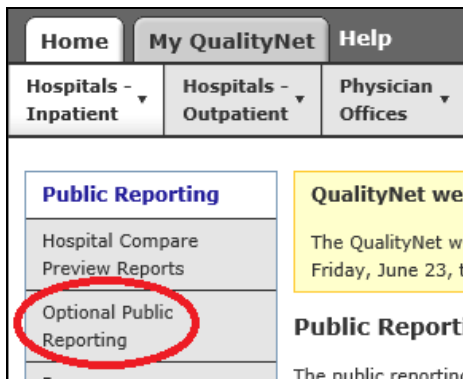 Home My QualityNet Help
Hospitals - Hospitals - Physician
Inpatient Outpatient Offices
Public Reporting
Hospital Compare
Preview Reports
Optional Public
Reporting
QualityNet we
The QualityNet w
Friday, June 23, t
Public Reporti
The public reporting